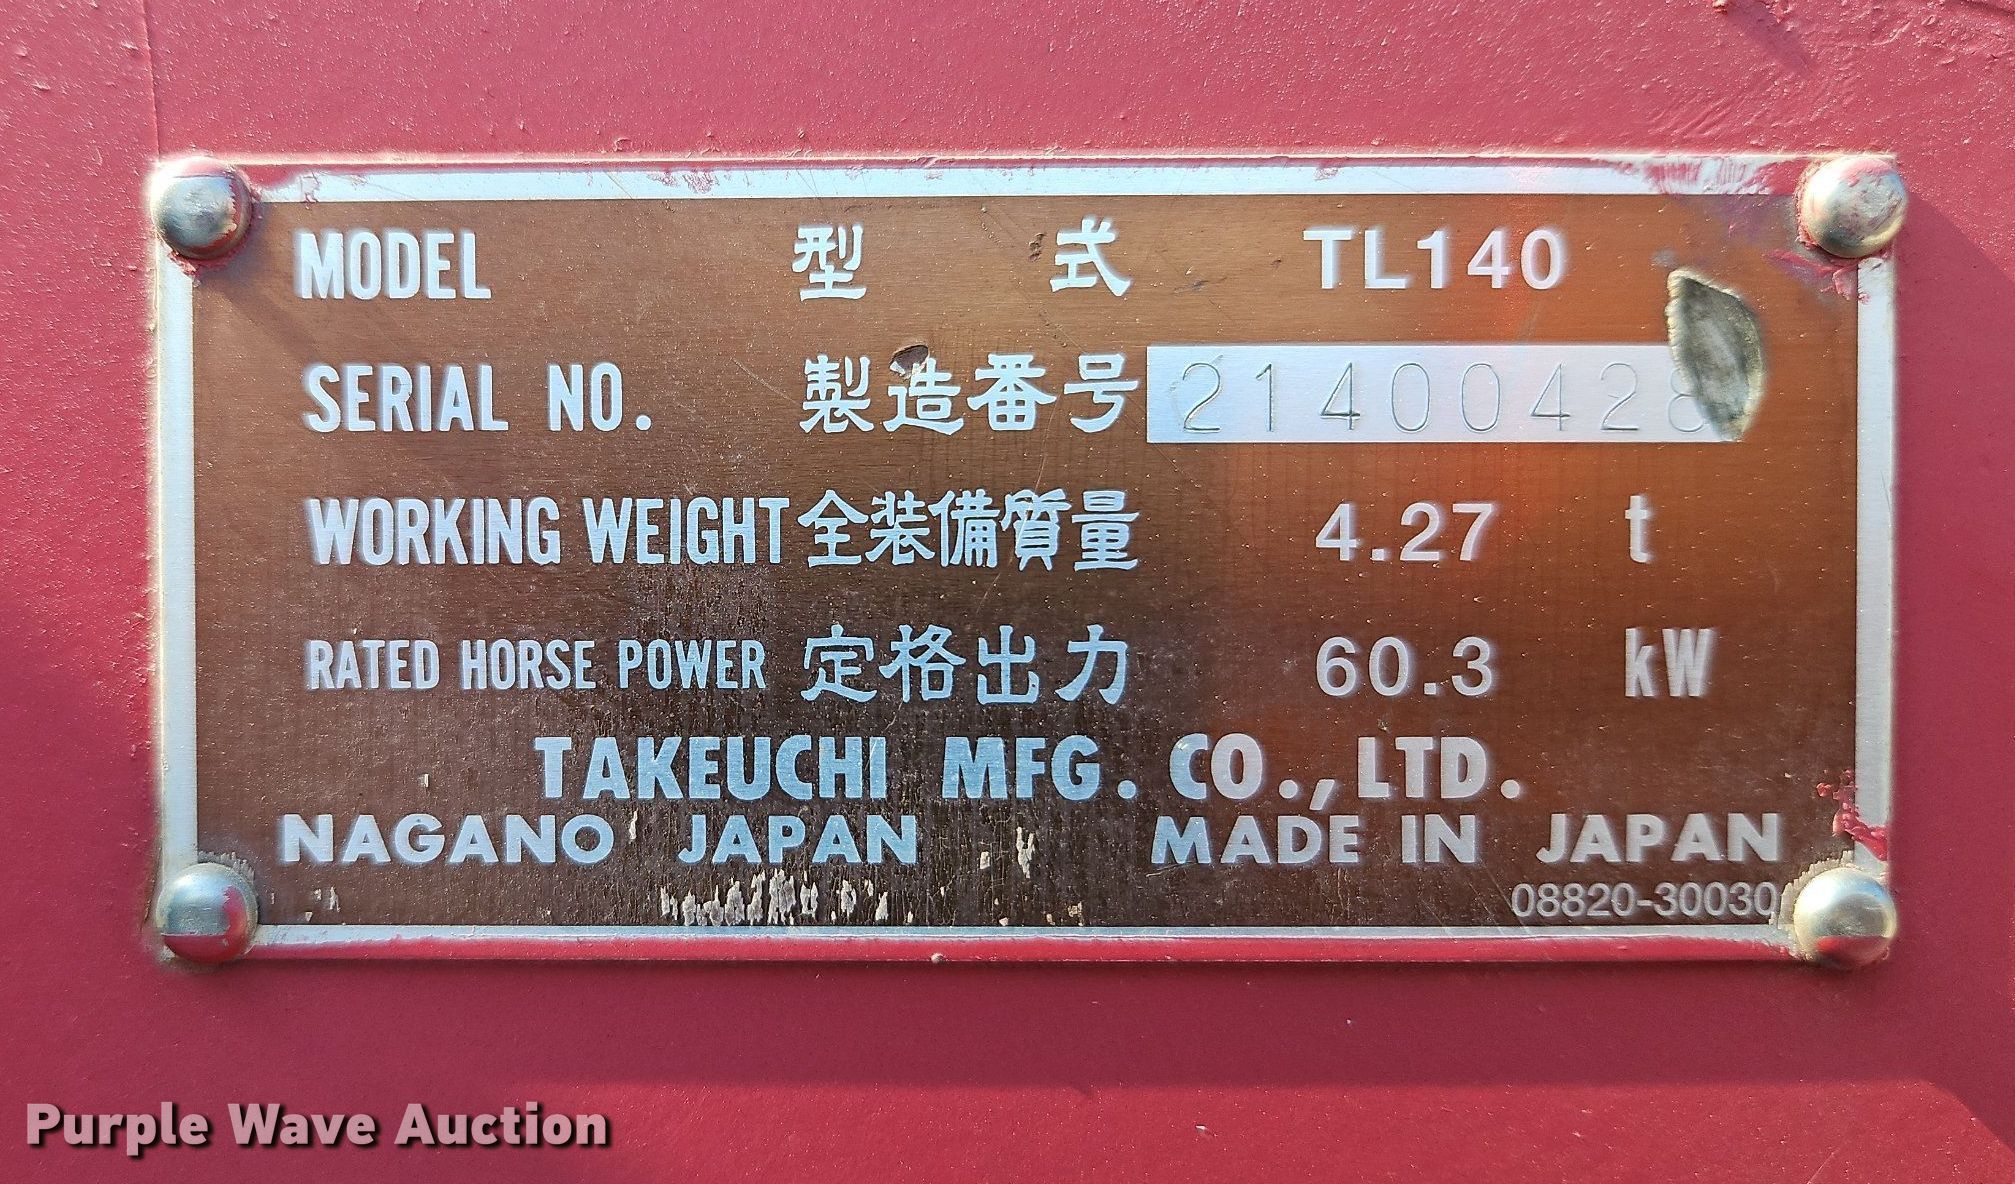 MODEL 型式 TL140
SERIAL NO. 製造番号 21400428
WORKING WEIGHT 全装備質量 4.27 t
RATED HORSE POWER 定格出力 60.3 kW
TAKEUCHI MFG. CO., LTD.
NAGANO JAPAN MADE IN JAPAN
08820-30030
Purple Wave Auction